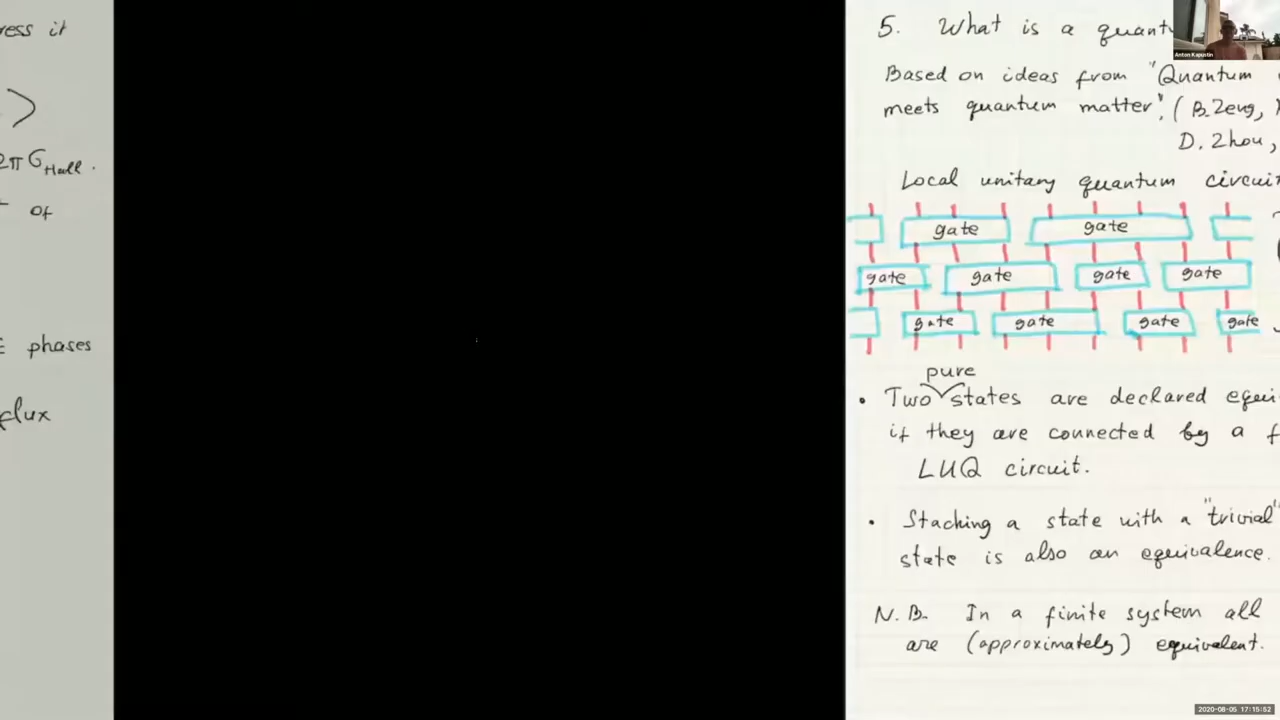 ress it
>
2π σHall.
of
phases
flux
5. What is a quant
Anton Kapustin
Based on ideas from "Quantum
meets quantum matter", (B. Zeng,
D. Zhou,
Local unitary quantum circuit
gate gate
gate gate gate gate
gate gate gate gate
pure
• Two states are declared equi
if they are connected by a f
LUQ circuit.
• Stacking a state with a "trivial"
state is also an equivalence.
N.B. In a finite system all
are (approximately) equivalent.
2020-08-05 17:15:52